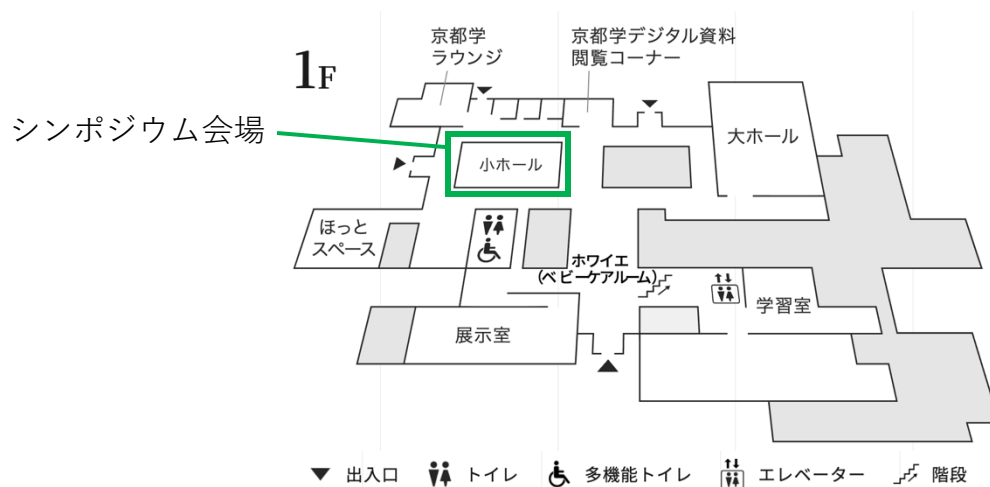 1F
京都学
ラウンジ
京都学デジタル資料
閲覧コーナー
シンポジウム会場
小ホール
大ホール
ほっと
スペース
ホワイエ
(ベビーケアルーム)
学習室
展示室
出入口
トイレ
多機能トイレ
エレベーター
階段